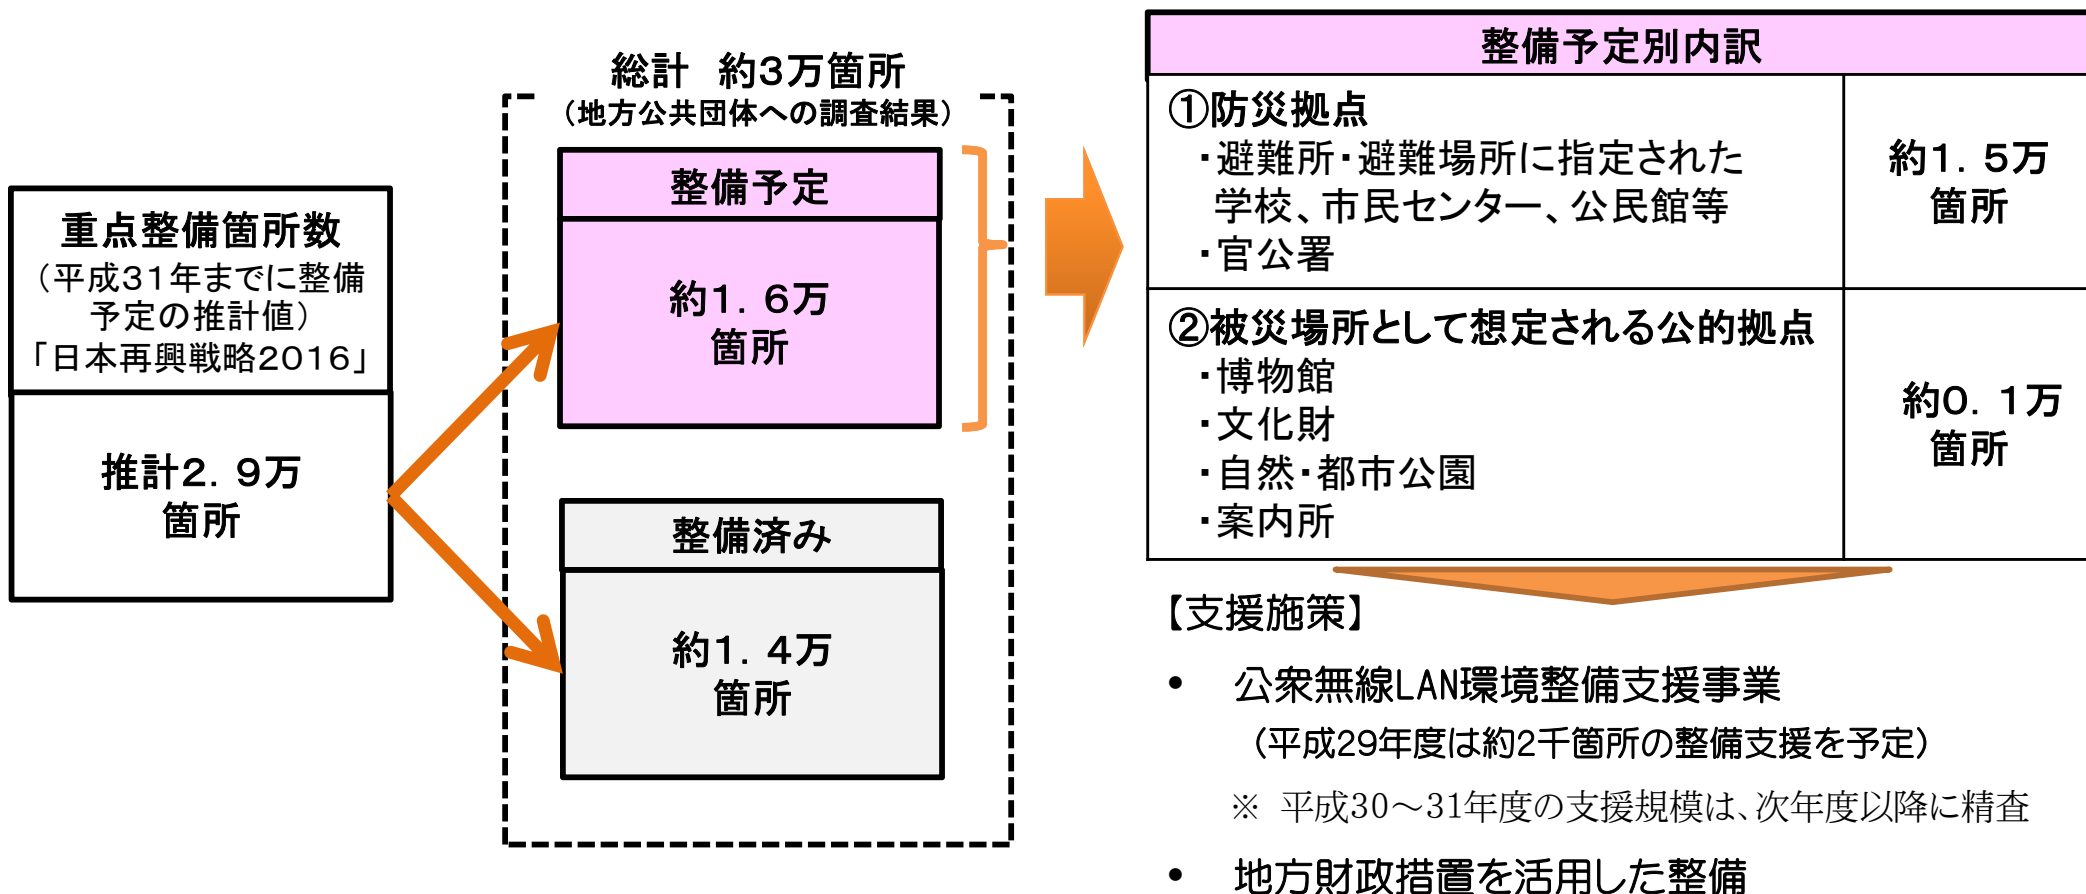 重点整備箇所数
（平成31年までに整備
予定の推計値）
「日本再興戦略2016」
推計2．9万
箇所
総計　約3万箇所
（地方公共団体への調査結果）
整備予定
約1．6万
箇所
整備済み
約1．4万
箇所
整備予定別内訳
①防災拠点
・避難所・避難場所に指定された
学校、市民センター、公民館等
・官公署
約1．5万
箇所
②被災場所として想定される公的拠点
・博物館
・文化財
・自然・都市公園
・案内所
約0．1万
箇所
【支援施策】
• 公衆無線LAN環境整備支援事業
（平成29年度は約2千箇所の整備支援を予定）
※ 平成30～31年度の支援規模は、次年度以降に精査
• 地方財政措置を活用した整備